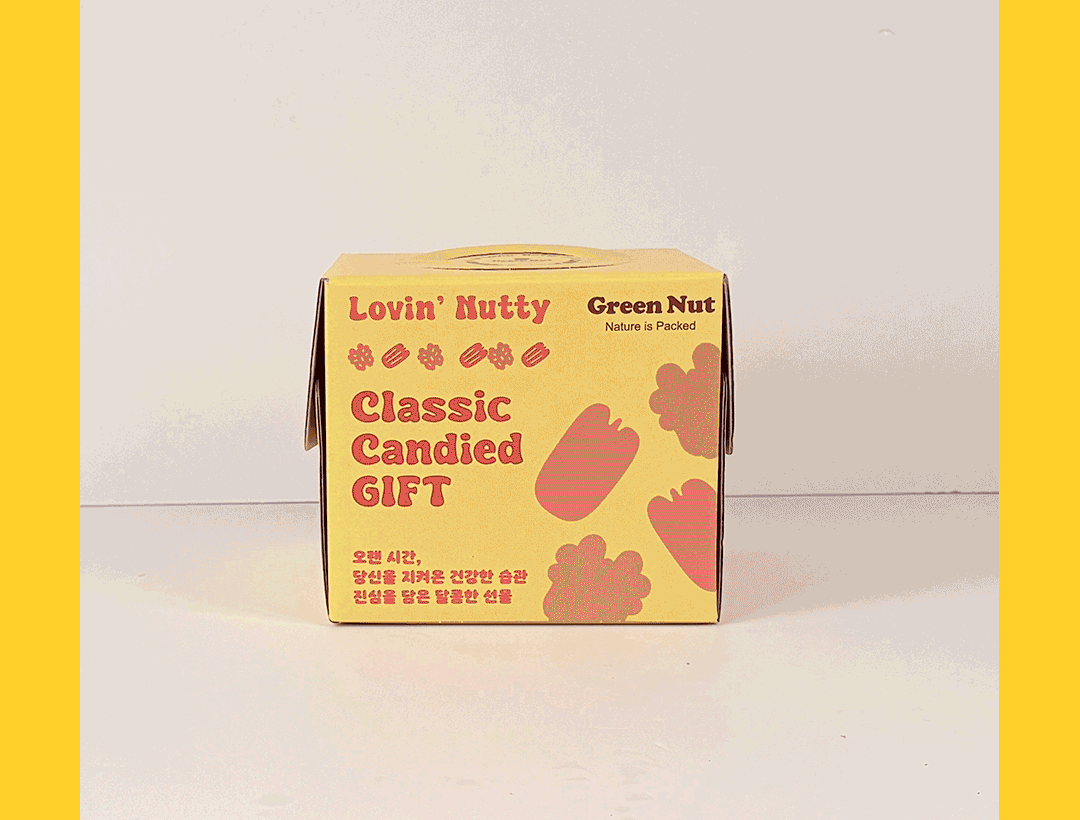 Lovin' Nutty
Green Nut
Nature is Packed
Classic
Candied
GIFT
오랜 시간,
당신을 지켜온 건강한 습관
진심을 담은 달콤한 선물